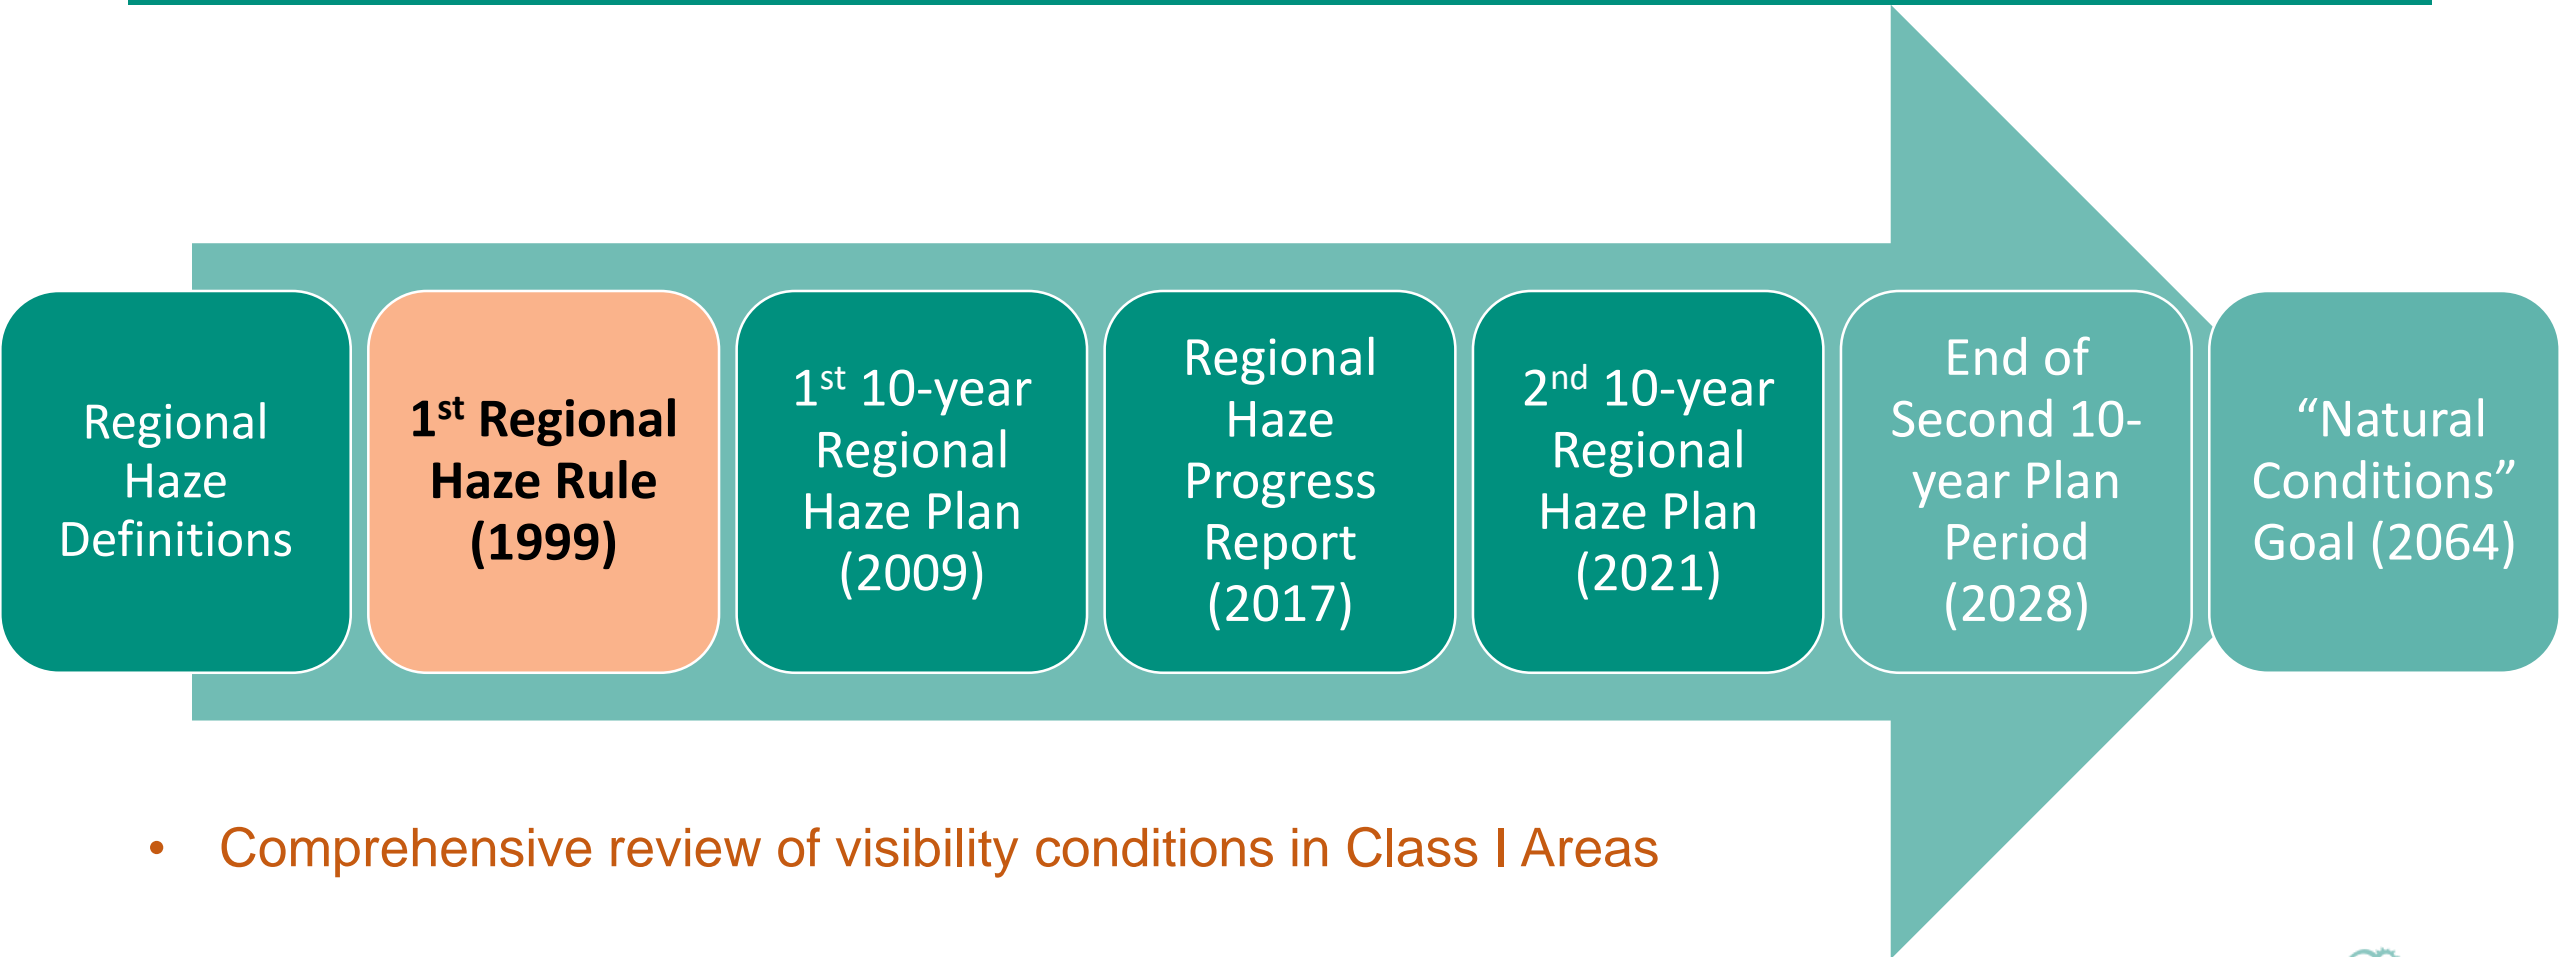 Regional
Haze
Definitions
1st Regional
Haze Rule
(1999)
1st 10-year
Regional
Haze Plan
(2009)
Regional
Haze
Progress
Report
(2017)
2nd 10-year
Regional
Haze Plan
(2021)
End of
Second 10-
year Plan
Period
(2028)
“Natural
Conditions”
Goal (2064)
• Comprehensive review of visibility conditions in Class I Areas